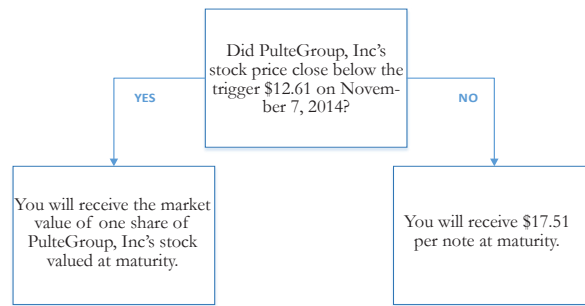 Did PulteGroup, Inc’s
stock price close below the
trigger $12.61 on Novem-
ber 7, 2014?
YES
NO
You will receive the market
value of one share of
PulteGroup, Inc’s stock
valued at maturity.
You will receive $17.51
per note at maturity.